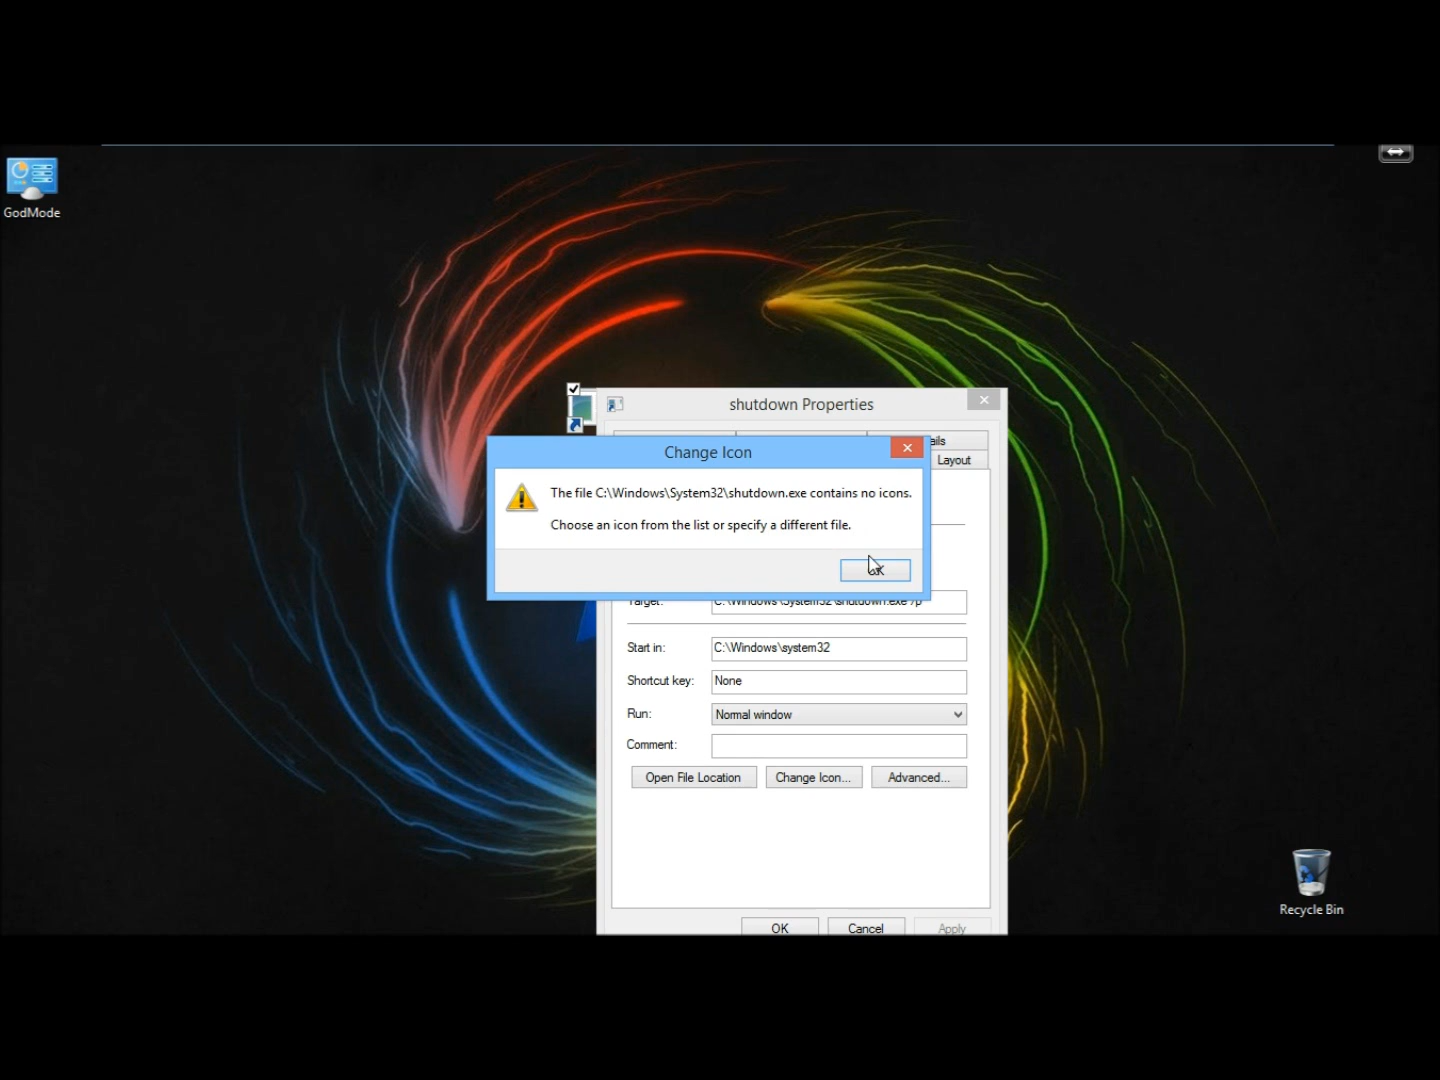 GodMode
shutdown Properties
ails
Layout
Change Icon
The file C:\Windows\System32\shutdown.exe contains no icons.
Choose an icon from the list or specify a different file.
OK
Target: C:\Windows\System32\shutdown.exe /p
Start in: C:\Windows\system32
Shortcut key: None
Run: Normal window
Comment:
Open File Location Change Icon... Advanced...
OK Cancel Apply
Recycle Bin